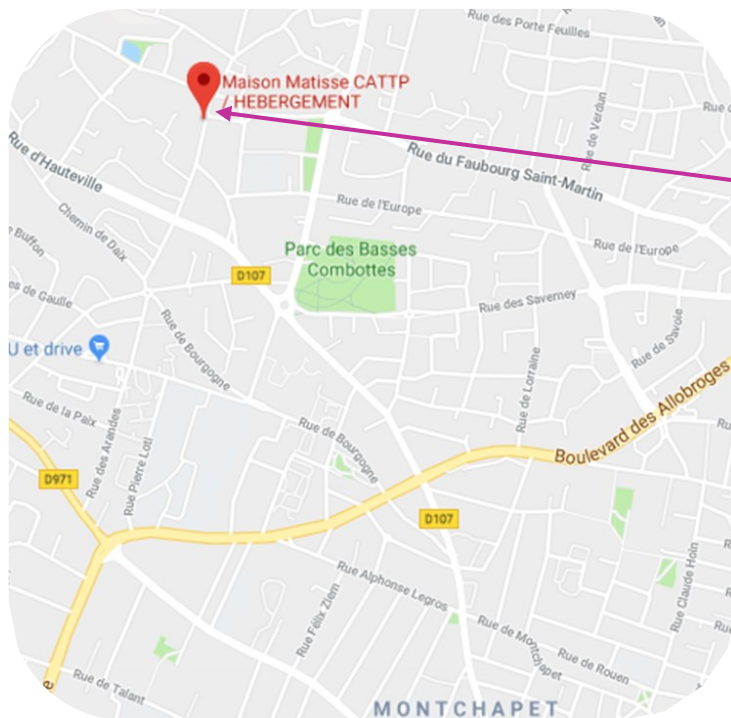 Rue des Porte Feuilles
Maison Matisse CATTP
/ HEBERGEMENT
Rue de Verdun
Rue d'Hauteville
Rue du Faubourg Saint-Martin
Rue de l'Europe
Chemin de Daix
Buffon
Parc des Basses
Combottes
Rue de l'Europe
D107
es de Gaulle
Rue des Saverney
U et drive
Rue de Bourgogne
Rue de Savoie
Rue de Lorraine
Rue de la Paix
Rue des Arandes
Rue Pierre Loti
Rue de Bourgogne
Boulevard des Allobroges
D971
D107
Rue Alphonse Legros
Rue Claude Hoin
Rue Félix Ziem
Rue de Montchapet
Rue de Rouen
Rue de Talant
MONTCHAPET